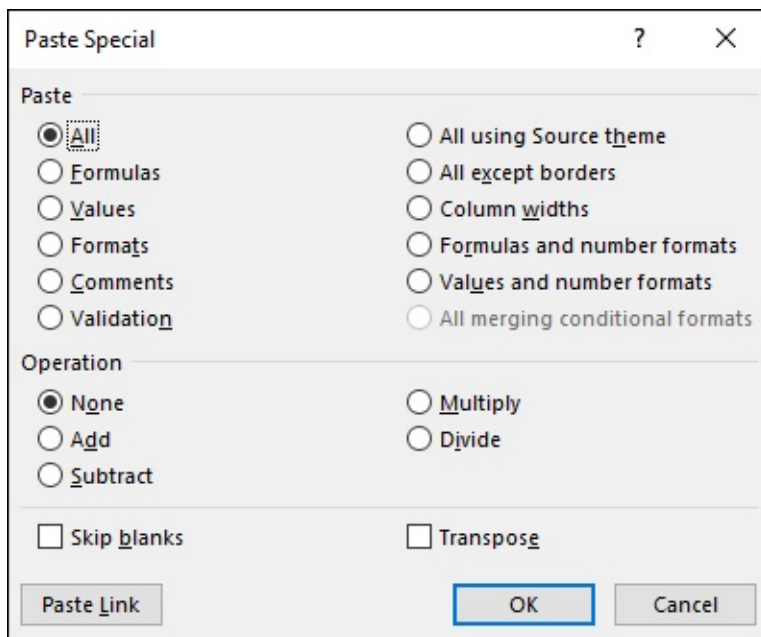 Paste Special
Paste
All
Formulas
Values
Formats
Comments
Validation
All using Source theme
All except borders
Column widths
Formulas and number formats
Values and number formats
All merging conditional formats
Operation
None
Add
Subtract
Multiply
Divide
Skip blanks
Transpose
Paste Link
OK
Cancel